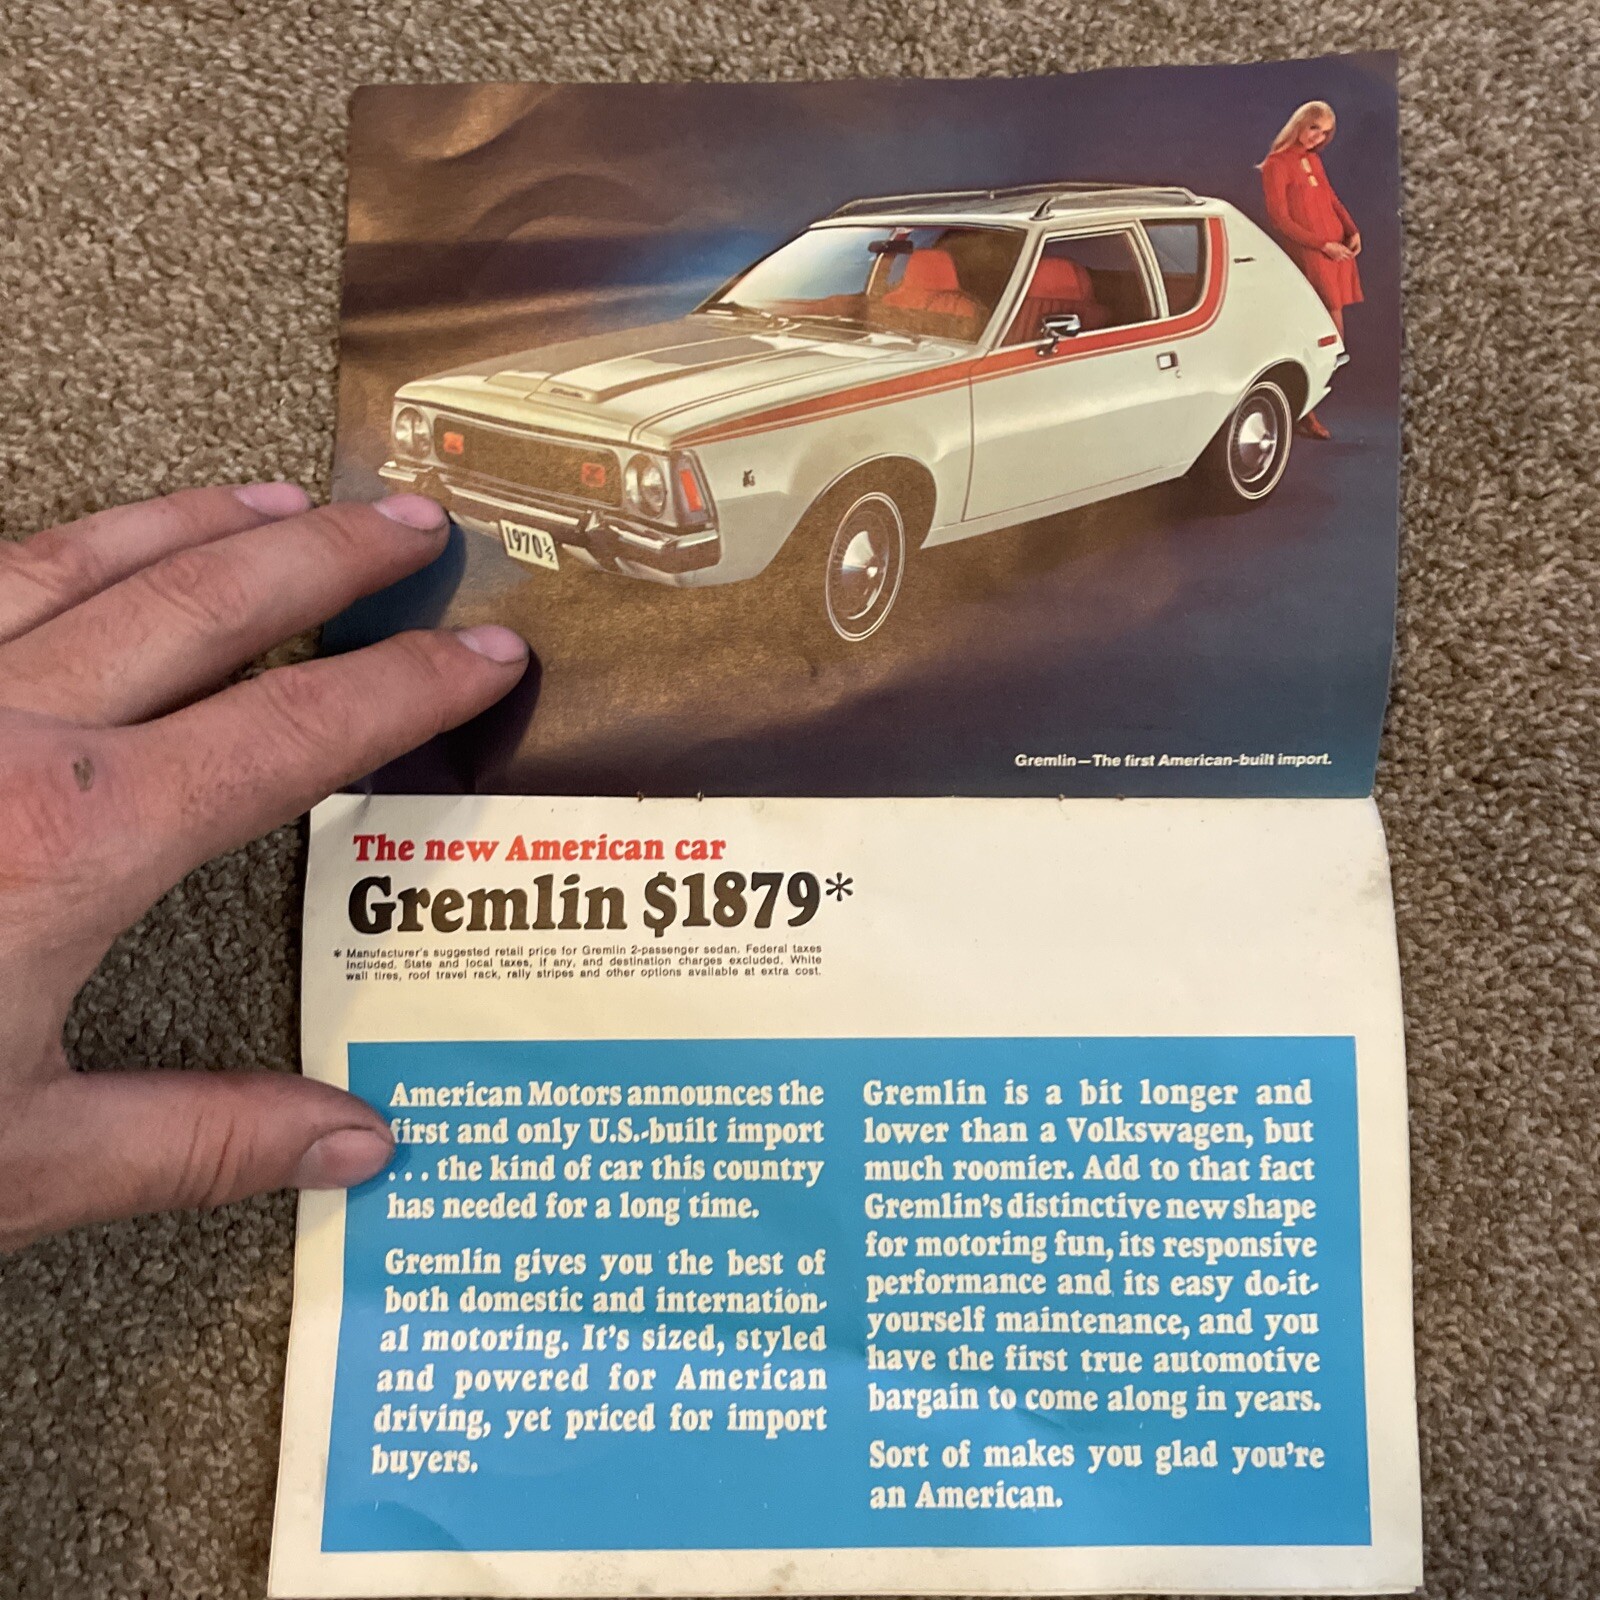 1970½
Gremlin—The first American-built import.
The new American car
Gremlin $1879*
* Manufacturer's suggested retail price for Gremlin 2-passenger sedan. Federal taxes
included. State and local taxes, if any, and destination charges excluded. White
wall tires, roof travel rack, rally stripes and other options available at extra cost.
American Motors announces the
first and only U.S.-built import
... the kind of car this country
has needed for a long time.
Gremlin gives you the best of
both domestic and internation-
al motoring. It's sized, styled
and powered for American
driving, yet priced for import
buyers.
Gremlin is a bit longer and
lower than a Volkswagen, but
much roomier. Add to that fact
Gremlin's distinctive new shape
for motoring fun, its responsive
performance and its easy do-it-
yourself maintenance, and you
have the first true automotive
bargain to come along in years.
Sort of makes you glad you're
an American.